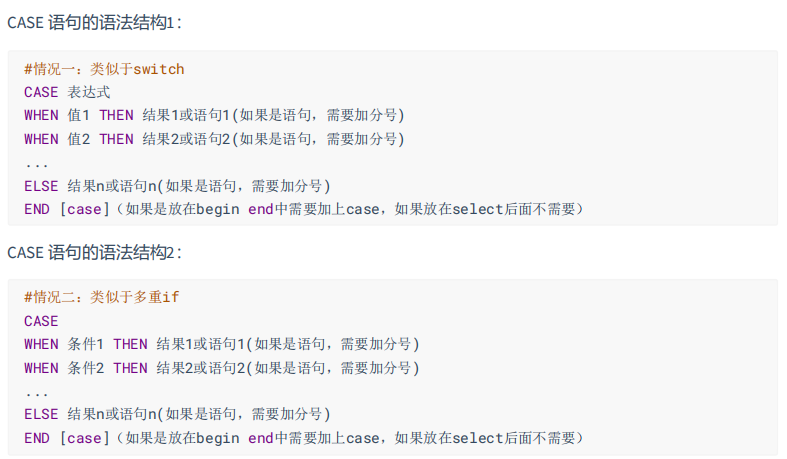 CASE 语句的语法结构1：
#情况一：类似于switch
CASE 表达式
WHEN 值1 THEN 结果1或语句1(如果是语句，需要加分号)
WHEN 值2 THEN 结果2或语句2(如果是语句，需要加分号)
...
ELSE 结果n或语句n(如果是语句，需要加分号)
END [case]（如果是放在begin end中需要加上case，如果放在select后面不需要）
CASE 语句的语法结构2：
#情况二：类似于多重if
CASE
WHEN 条件1 THEN 结果1或语句1(如果是语句，需要加分号)
WHEN 条件2 THEN 结果2或语句2(如果是语句，需要加分号)
...
ELSE 结果n或语句n(如果是语句，需要加分号)
END [case]（如果是放在begin end中需要加上case，如果放在select后面不需要）